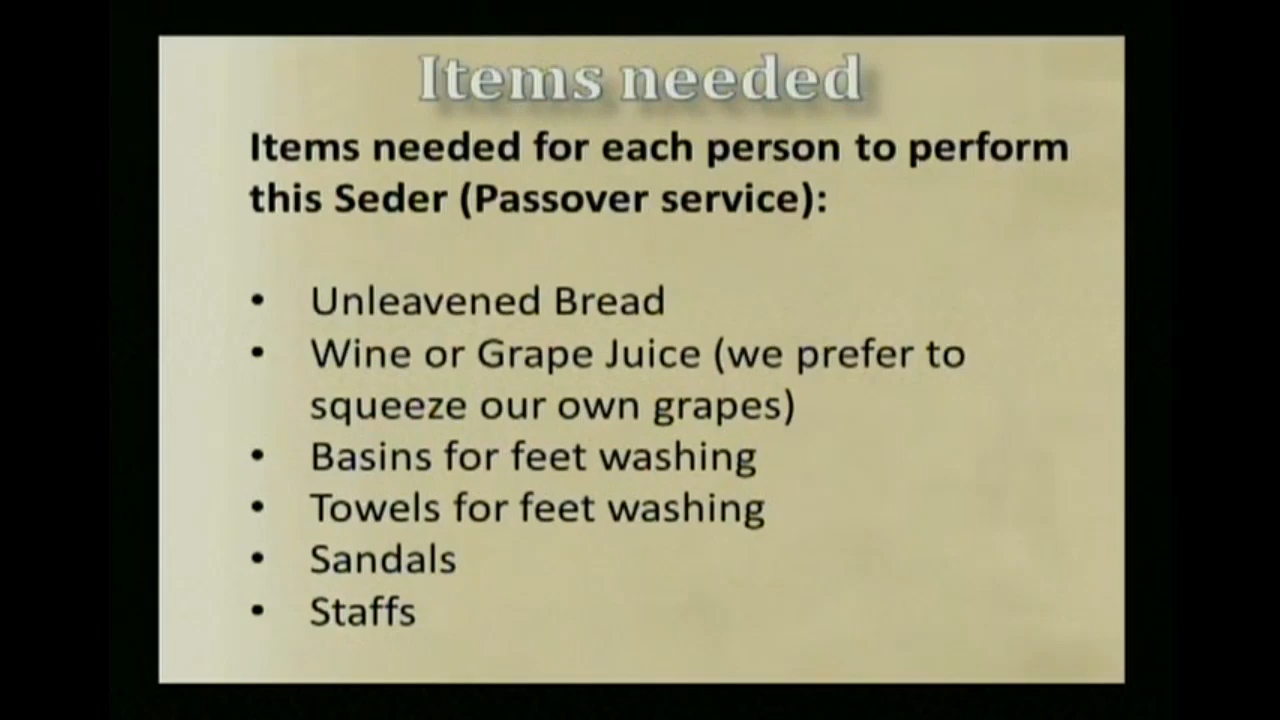 Items needed
Items needed for each person to perform
this Seder (Passover service):
• Unleavened Bread
• Wine or Grape Juice (we prefer to
squeeze our own grapes)
• Basins for feet washing
• Towels for feet washing
• Sandals
• Staffs